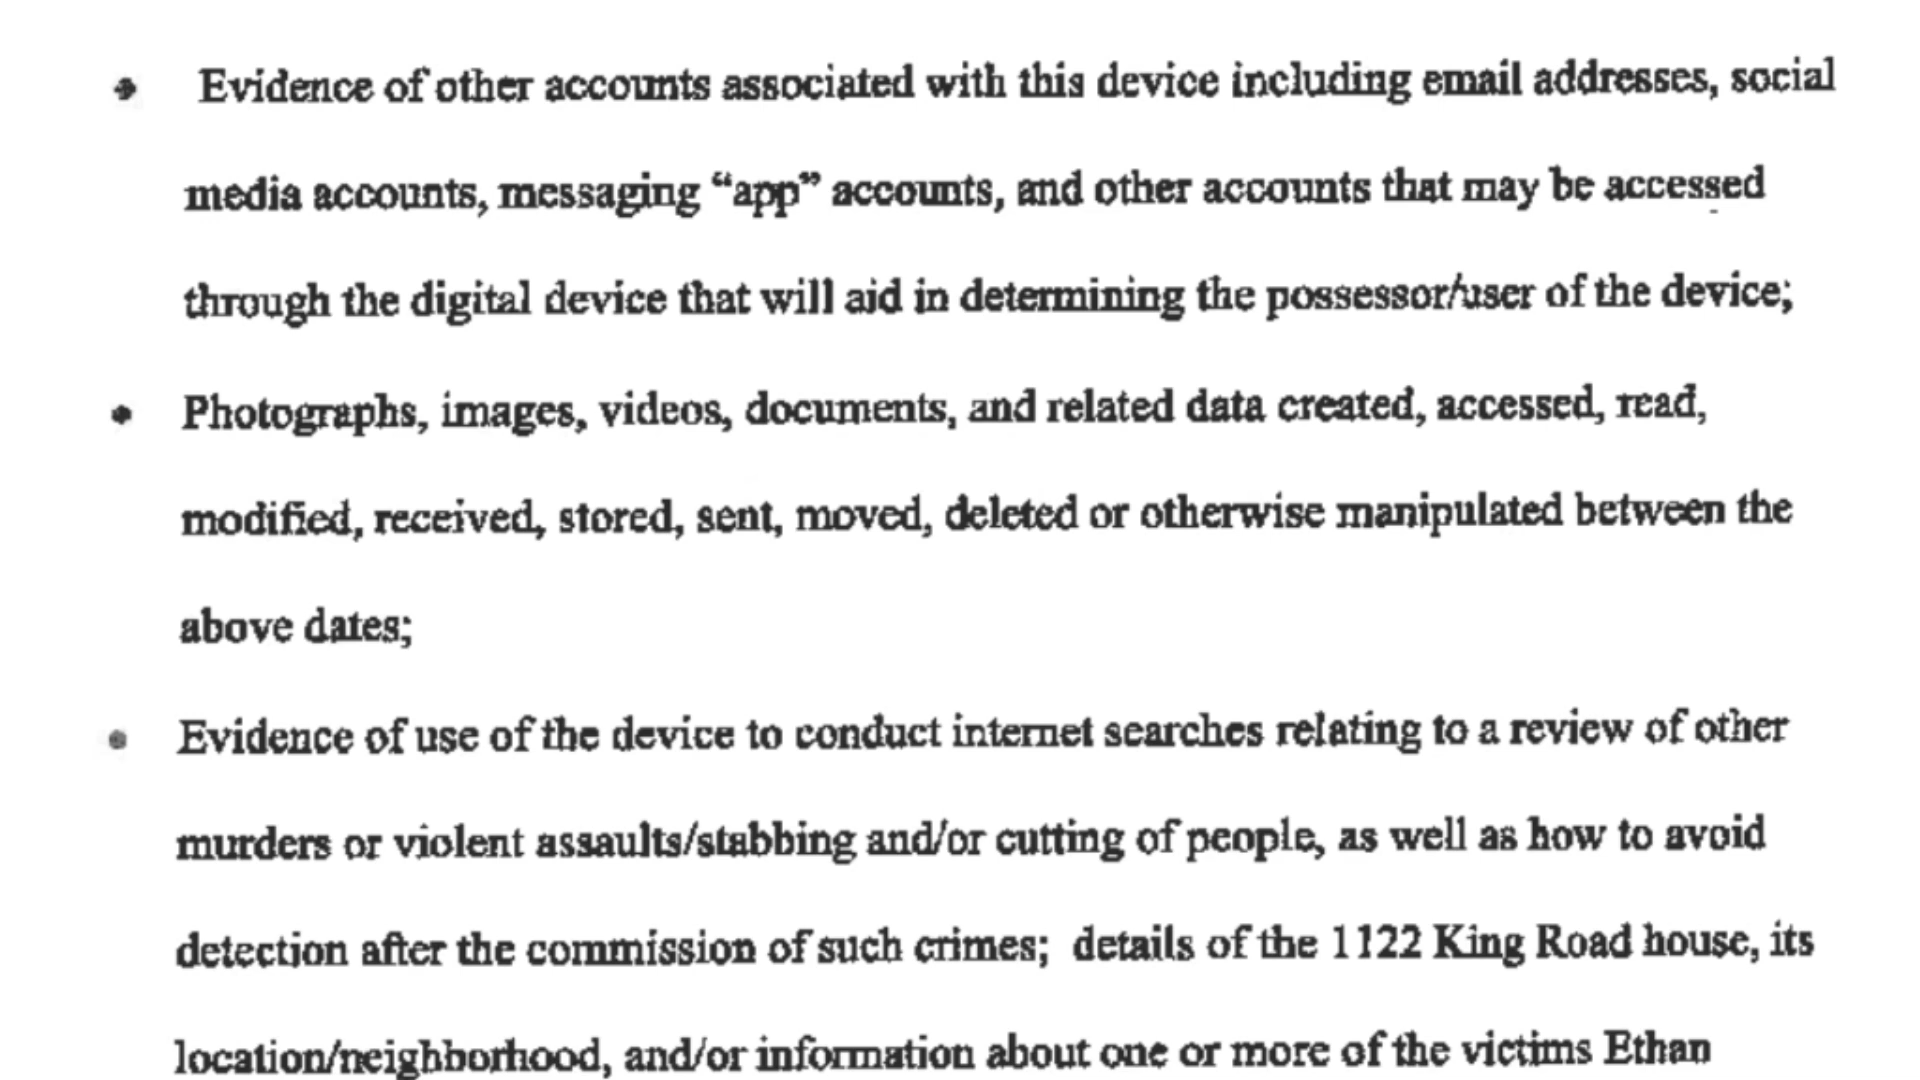 • Evidence of other accounts associated with this device including email addresses, social
media accounts, messaging “app” accounts, and other accounts that may be accessed
through the digital device that will aid in determining the possessor/user of the device;
• Photographs, images, videos, documents, and related data created, accessed, read,
modified, received, stored, sent, moved, deleted or otherwise manipulated between the
above dates;
• Evidence of use of the device to conduct internet searches relating to a review of other
murders or violent assaults/stabbing and/or cutting of people, as well as how to avoid
detection after the commission of such crimes;  details of the 1122 King Road house, its
location/neighborhood, and/or information about one or more of the victims Ethan